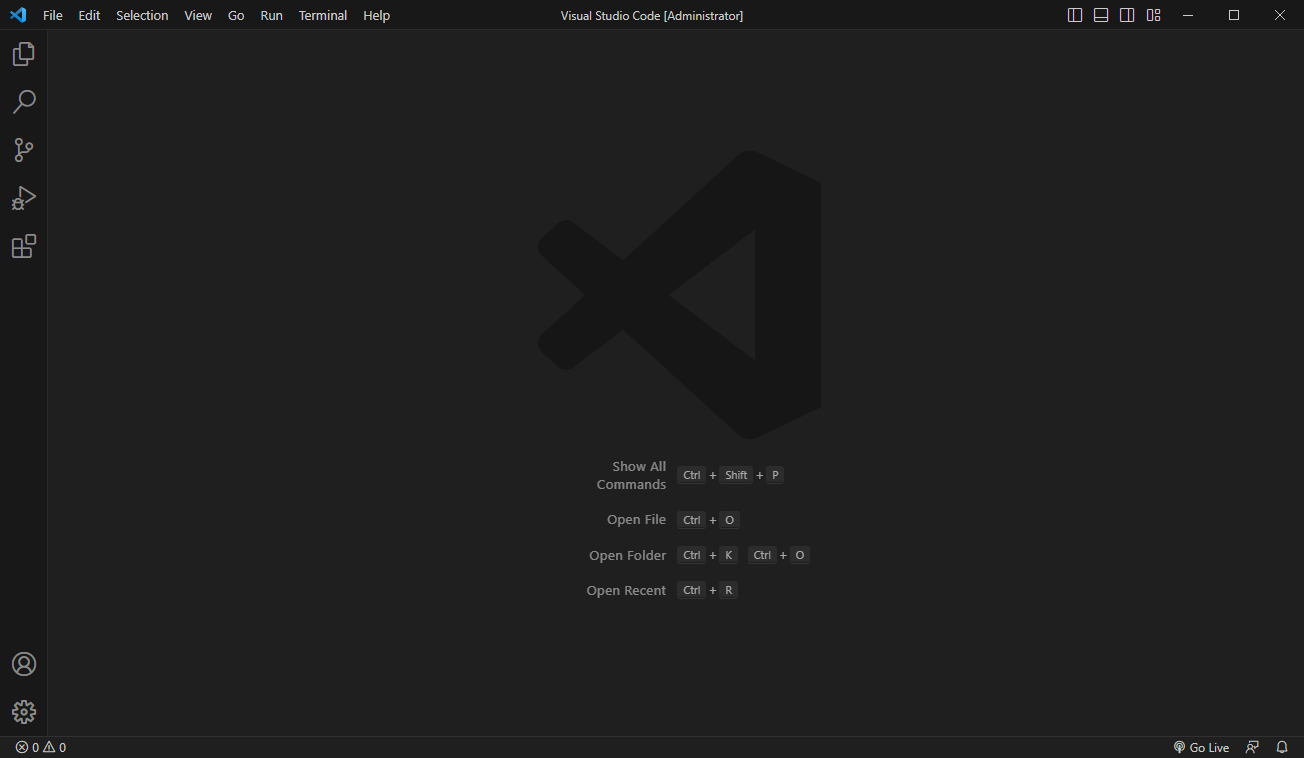 File Edit Selection View Go Run Terminal Help Visual Studio Code [Administrator]
Show All
Commands Ctrl + Shift + P
Open File Ctrl + O
Open Folder Ctrl + K Ctrl + O
Open Recent Ctrl + R
0 0 Go Live